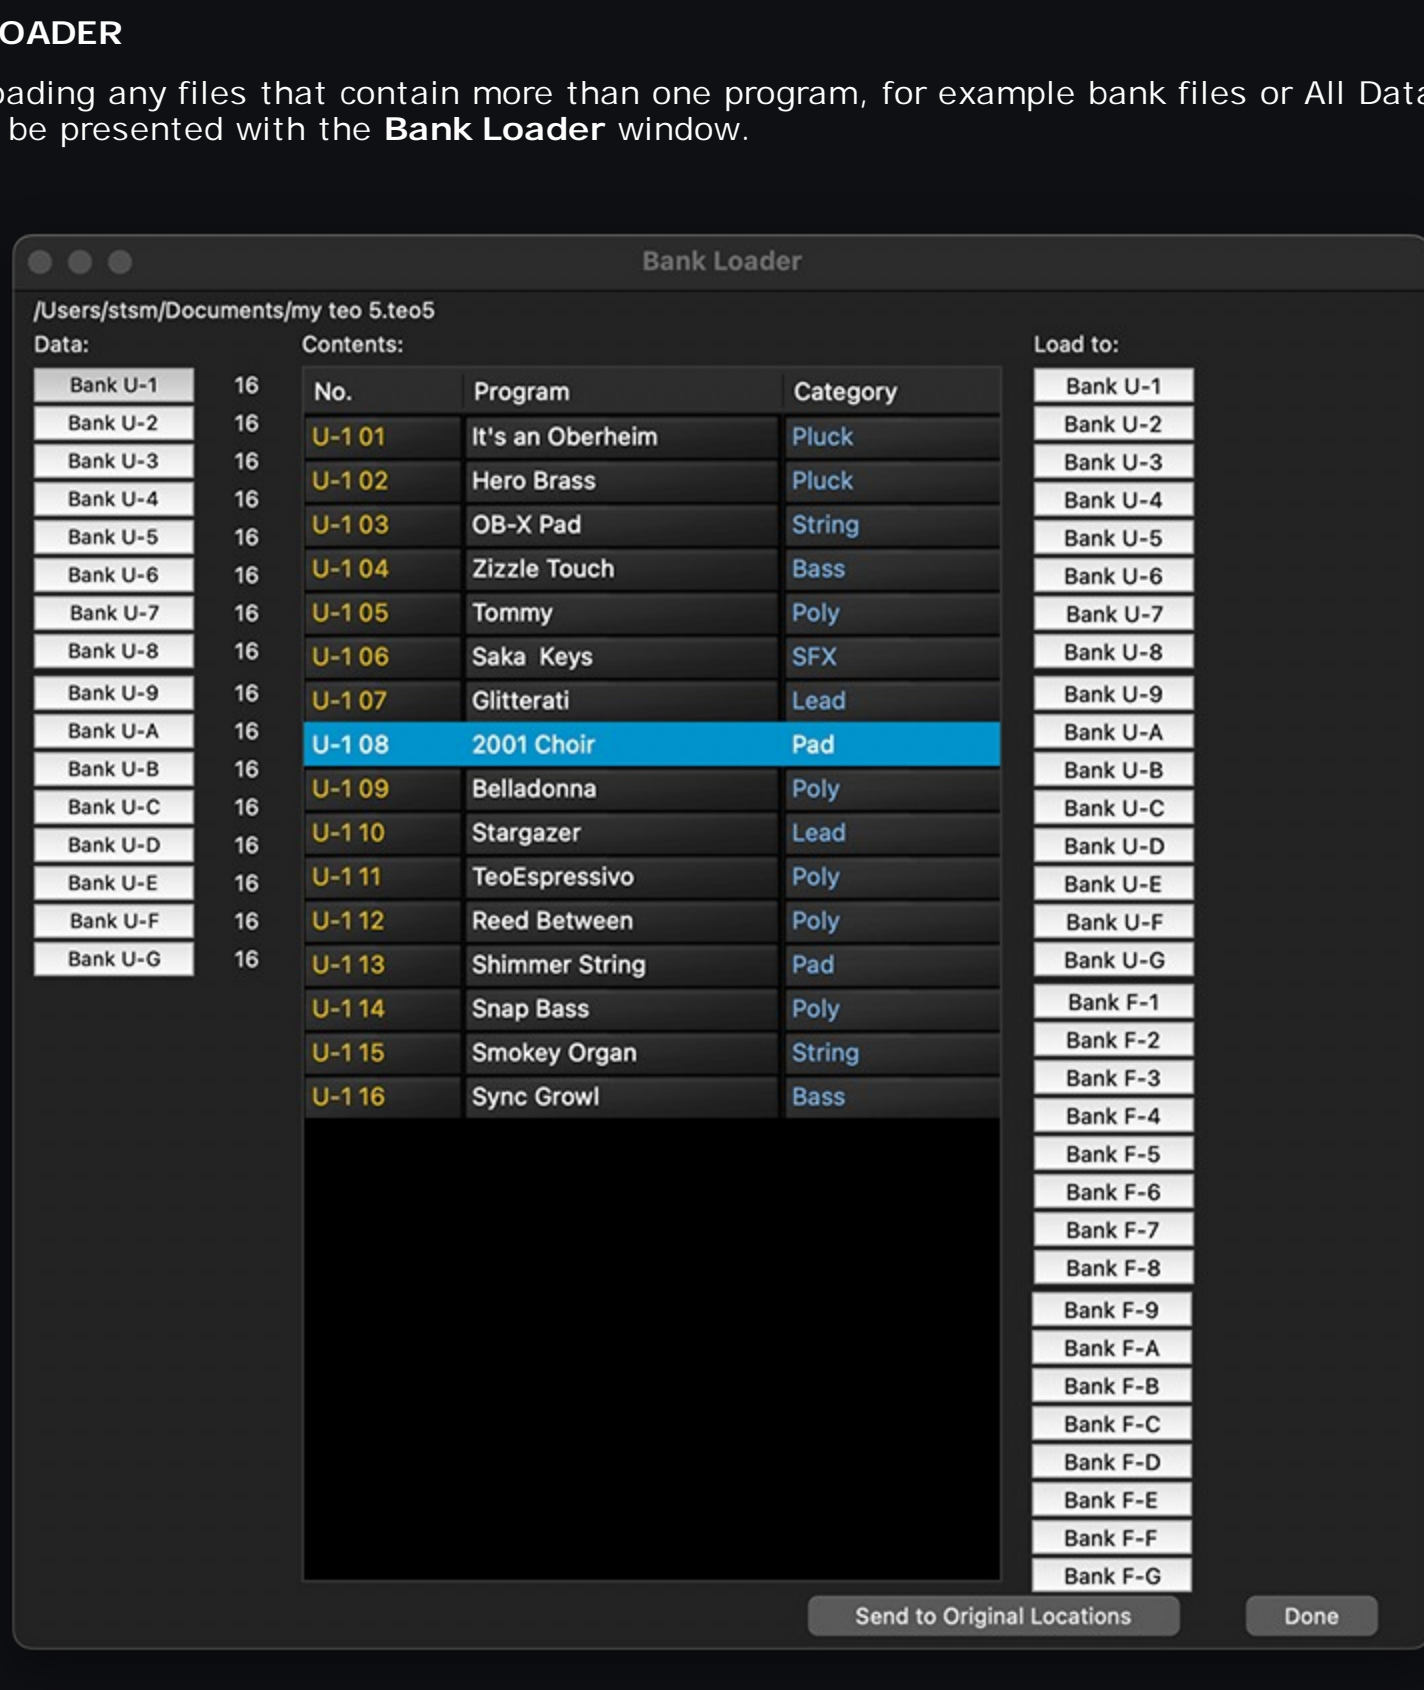 OADER
oading any files that contain more than one program, for example bank files or All Data
be presented with the Bank Loader window.
Bank Loader
/Users/stsm/Documents/my teo 5.teo5
Data:
Contents:
Load to:
Bank U-1 16
Bank U-2 16
Bank U-3 16
Bank U-4 16
Bank U-5 16
Bank U-6 16
Bank U-7 16
Bank U-8 16
Bank U-9 16
Bank U-A 16
Bank U-B 16
Bank U-C 16
Bank U-D 16
Bank U-E 16
Bank U-F 16
Bank U-G 16
No. Program Category
U-1 01 It's an Oberheim Pluck
U-1 02 Hero Brass Pluck
U-1 03 OB-X Pad String
U-1 04 Zizzle Touch Bass
U-1 05 Tommy Poly
U-1 06 Saka  Keys SFX
U-1 07 Glitterati Lead
U-1 08 2001 Choir Pad
U-1 09 Belladonna Poly
U-1 10 Stargazer Lead
U-1 11 TeoEspressivo Poly
U-1 12 Reed Between Poly
U-1 13 Shimmer String Pad
U-1 14 Snap Bass Poly
U-1 15 Smokey Organ String
U-1 16 Sync Growl Bass
Bank U-1
Bank U-2
Bank U-3
Bank U-4
Bank U-5
Bank U-6
Bank U-7
Bank U-8
Bank U-9
Bank U-A
Bank U-B
Bank U-C
Bank U-D
Bank U-E
Bank U-F
Bank U-G
Bank F-1
Bank F-2
Bank F-3
Bank F-4
Bank F-5
Bank F-6
Bank F-7
Bank F-8
Bank F-9
Bank F-A
Bank F-B
Bank F-C
Bank F-D
Bank F-E
Bank F-F
Bank F-G
Send to Original Locations
Done